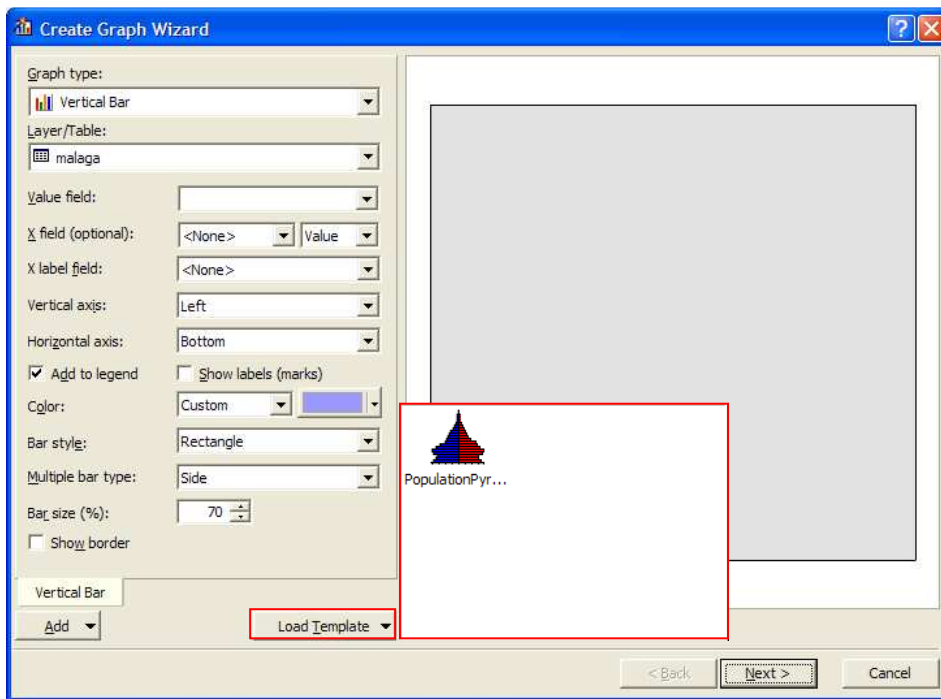 Create Graph Wizard
Graph type:
Vertical Bar
Layer/Table:
malaga
Value field:
X field (optional): <None> Value
X label field: <None>
Vertical axis: Left
Horizontal axis: Bottom
Add to legend Show labels (marks)
Color: Custom
Bar style: Rectangle
Multiple bar type: Side
Bar size (%): 70
Show border
PopulationPyr...
Vertical Bar
Add Load Template
< Back Next > Cancel